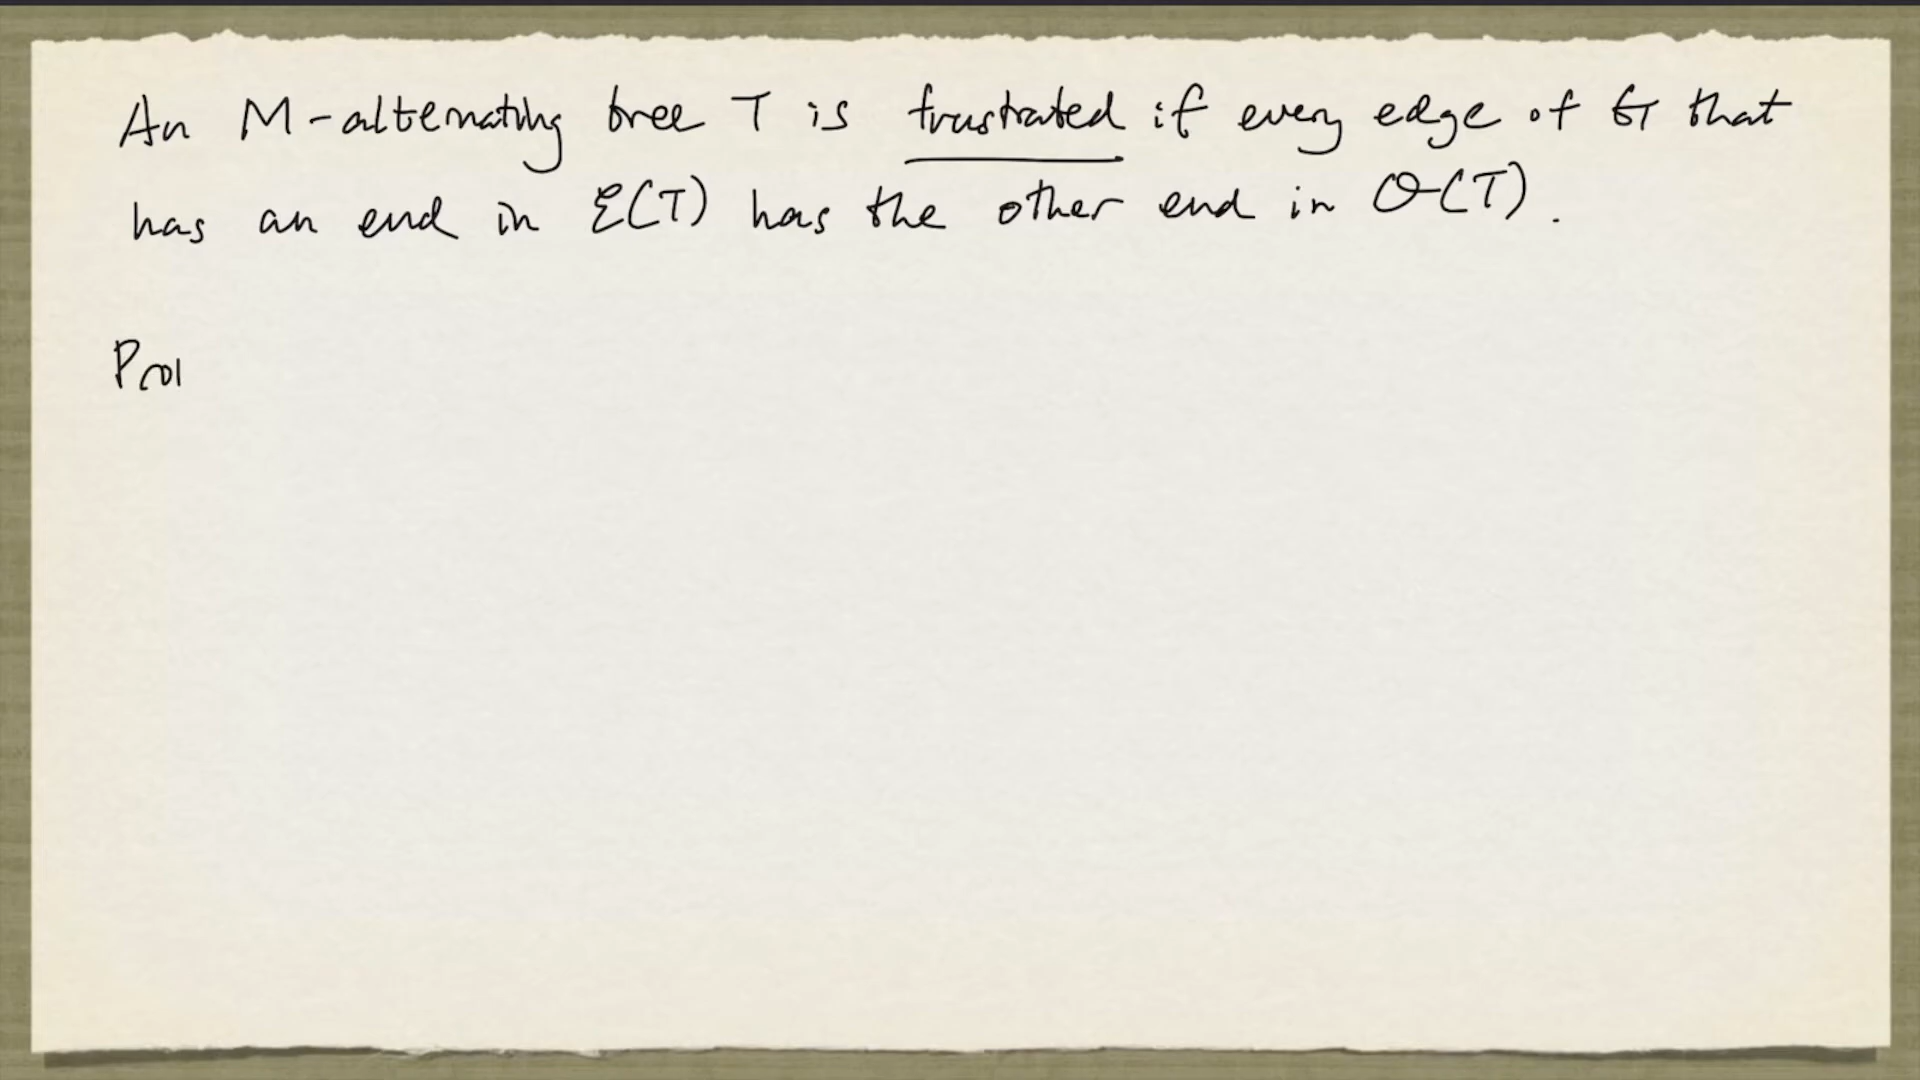 An M-alternating tree T is frustrated if every edge of G that
has an end in ℰ(T) has the other end in 𝒪(T).
Pro